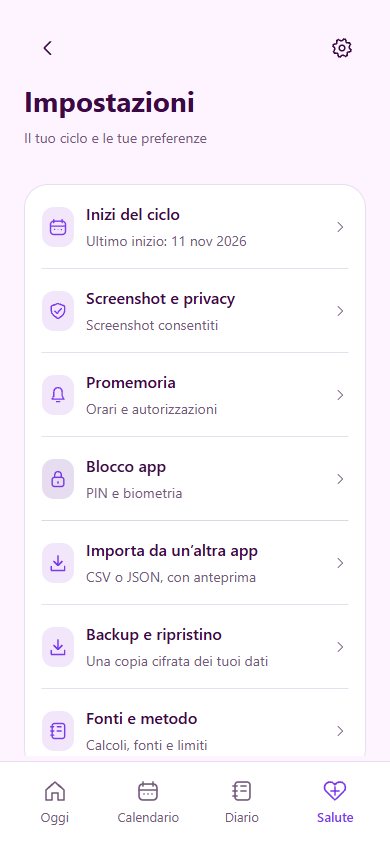 Impostazioni
Il tuo ciclo e le tue preferenze
Inizi del ciclo
Ultimo inizio: 11 nov 2026
Screenshot e privacy
Screenshot consentiti
Promemoria
Orari e autorizzazioni
Blocco app
PIN e biometria
Importa da un’altra app
CSV o JSON, con anteprima
Backup e ripristino
Una copia cifrata dei tuoi dati
Fonti e metodo
Calcoli, fonti e limiti
Oggi
Calendario
Diario
Salute